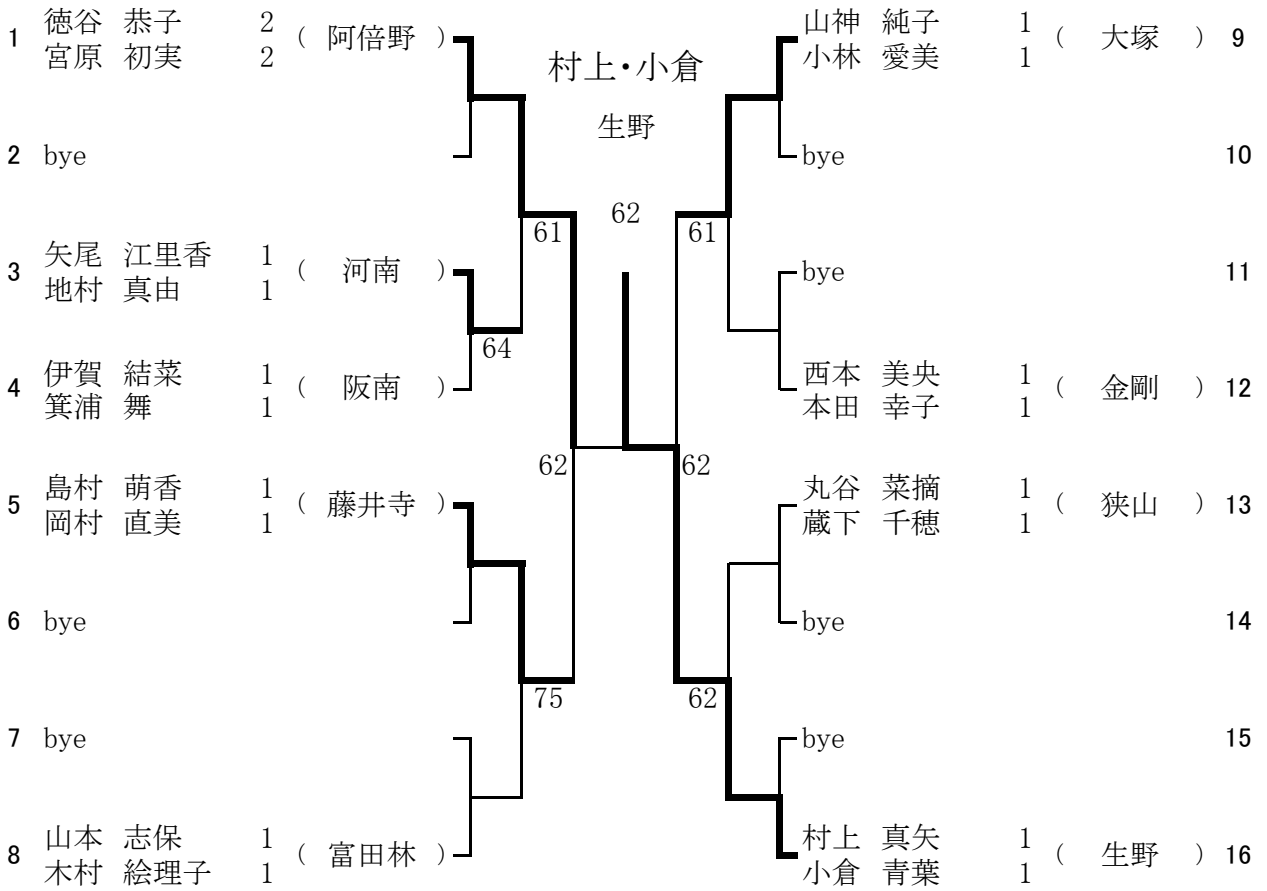 1 徳谷 恭子 2 ( 阿倍野 )
宮原 初実 2
2 bye
3 矢尾 江里香 1 ( 河南 )
地村 真由 1
4 伊賀 結菜 1 ( 阪南 )
箕浦 舞 1
5 島村 萌香 1 ( 藤井寺 )
岡村 直美 1
6 bye
7 bye
8 山本 志保 1 ( 富田林 )
木村 絵理子 1
61
64
62
75
村上・小倉
生野
62
61
62
62
山神 純子 1 ( 大塚 ) 9
小林 愛美 1
bye 10
bye 11
西本 美央 1 ( 金剛 ) 12
本田 幸子 1
丸谷 菜摘 1 ( 狭山 ) 13
蔵下 千穂 1
bye 14
bye 15
村上 真矢 1 ( 生野 ) 16
小倉 青葉 1